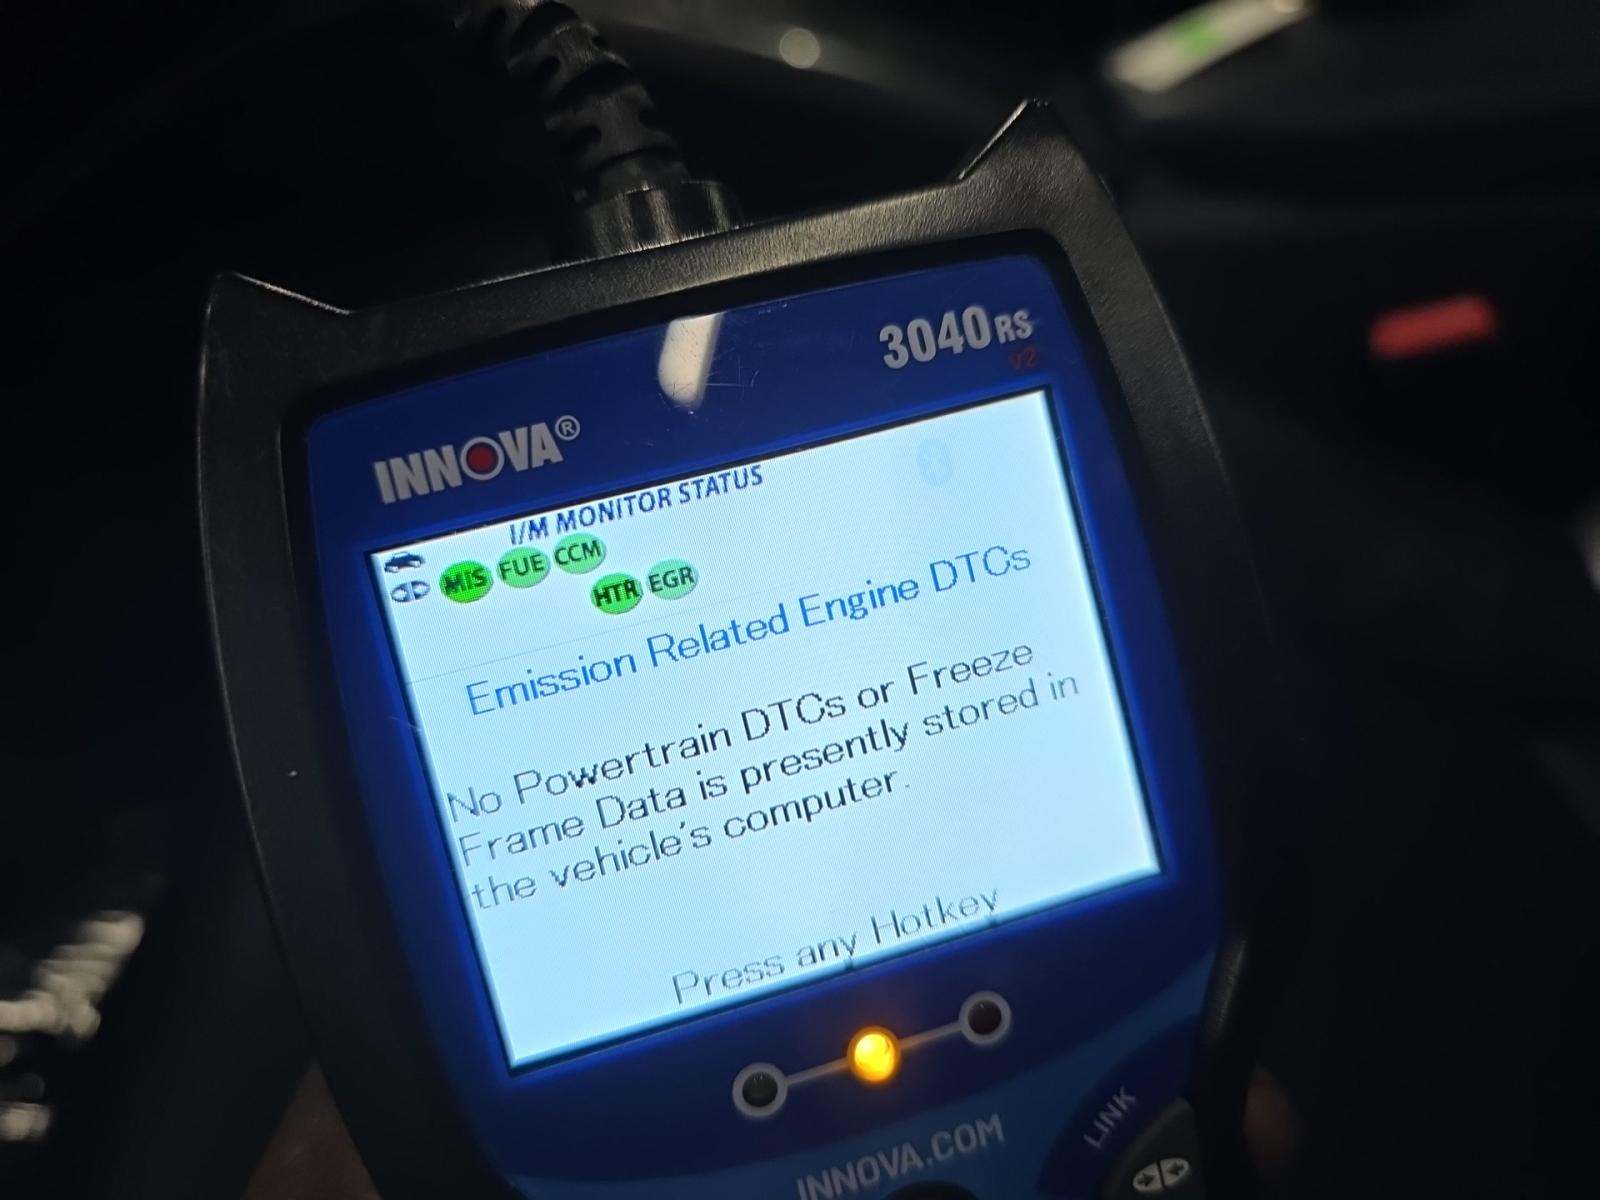 3040RS
V2
INNOVA®
I/M MONITOR STATUS
MIS FUE CCM
HTR EGR
Emission Related Engine DTCs
No Powertrain DTCs or Freeze
Frame Data is presently stored in
the vehicle's computer.
Press any Hotkey
LINK
INNOVA.COM